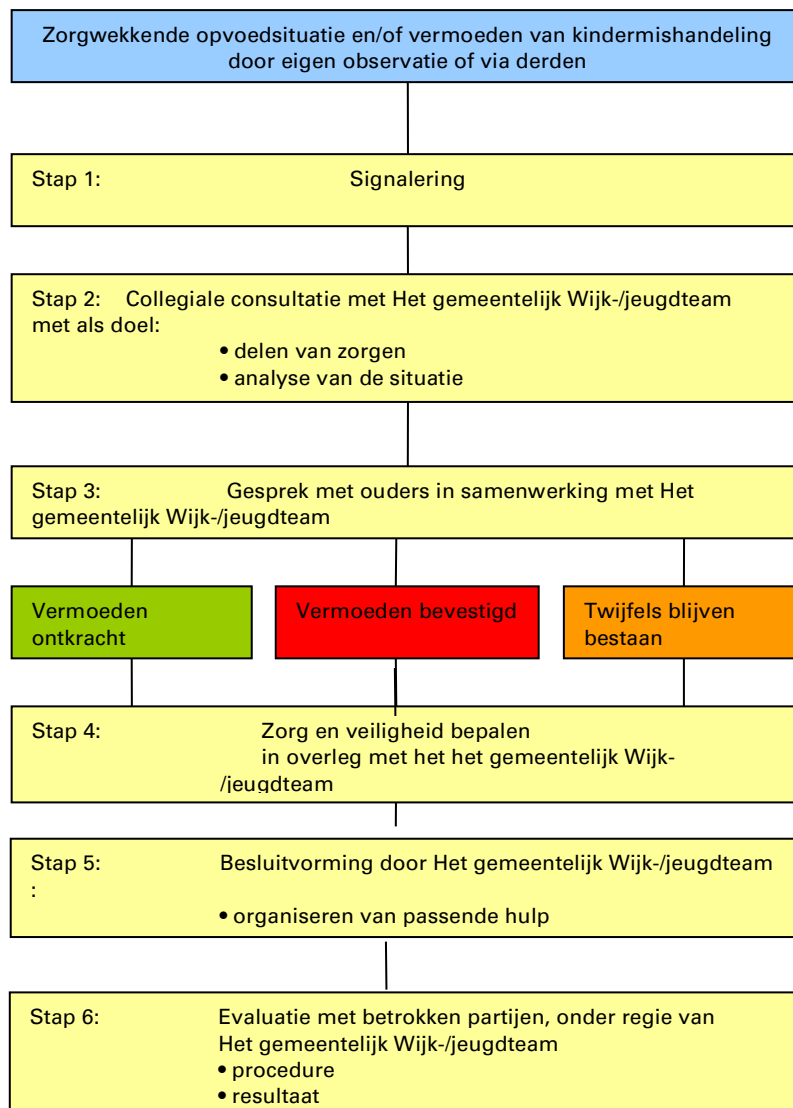 Zorgwekkende opvoedsituatie en/of vermoeden van kindermishandeling
door eigen observatie of via derden
Stap 1: Signalering
Stap 2: Collegiale consultatie met Het gemeentelijk Wijk-/jeugdteam
met als doel:
• delen van zorgen
• analyse van de situatie
Stap 3: Gesprek met ouders in samenwerking met Het
gemeentelijk Wijk-/jeugdteam
Vermoeden
ontkracht
Vermoeden bevestigd
Twijfels blijven
bestaan
Stap 4: Zorg en veiligheid bepalen
in overleg met het het gemeentelijk Wijk-
/jeugdteam
Stap 5: Besluitvorming door Het gemeentelijk Wijk-/jeugdteam
:
• organiseren van passende hulp
Stap 6: Evaluatie met betrokken partijen, onder regie van
Het gemeentelijk Wijk-/jeugdteam
• procedure
• resultaat